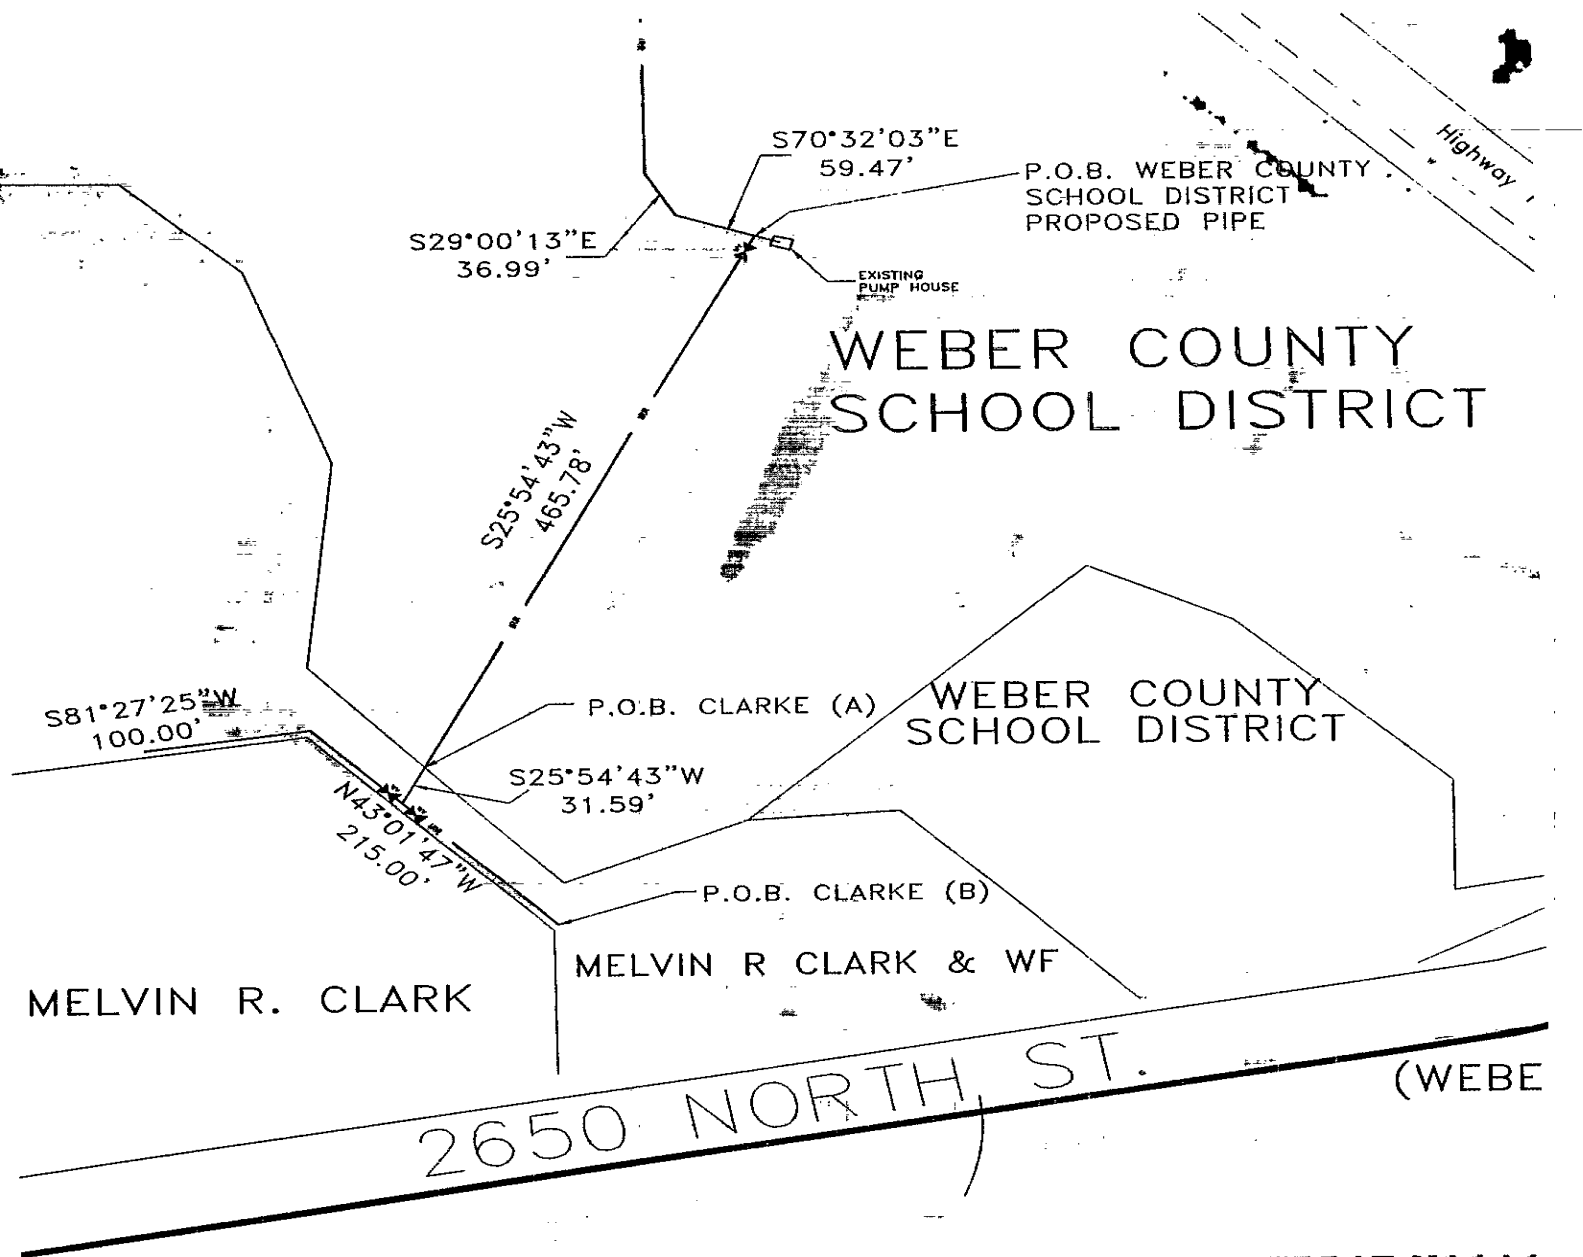 Highway
S70°32'03"E
59.47'
P.O.B. WEBER COUNTY
SCHOOL DISTRICT
PROPOSED PIPE
S29°00'13"E
36.99'
EXISTING
PUMP HOUSE
WEBER COUNTY
SCHOOL DISTRICT
S25°54'43"W
465.78'
S81°27'25"W
100.00'
P.O.B. CLARKE (A)
WEBER COUNTY
SCHOOL DISTRICT
S25°54'43"W
31.59'
N43°01'47"W
215.00'
P.O.B. CLARKE (B)
MELVIN R CLARK & WF
MELVIN R. CLARK
2650 NORTH ST.
(WEBE